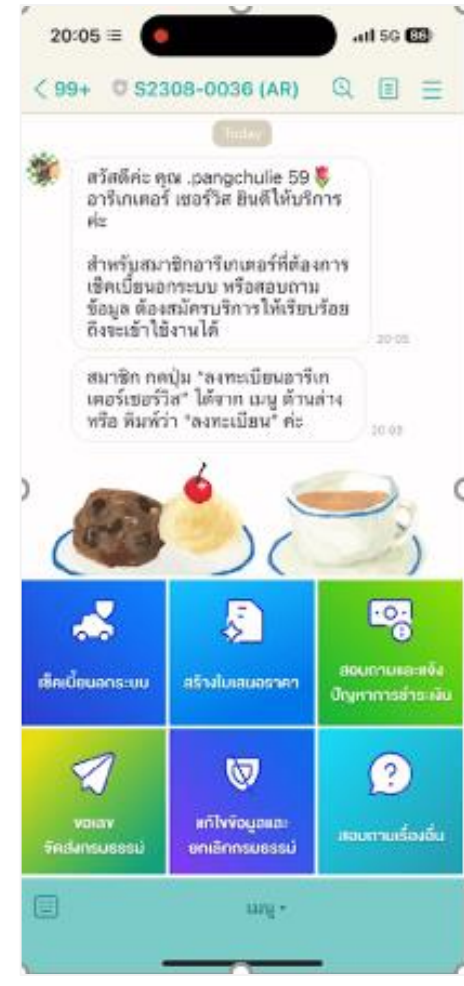 20:05
5G 86
99+ S2308-0036 (AR)
Today
สวัสดีค่ะ คุณ .pangchulie 59
อารีเกเตอร์ เซอร์วิส ยินดีให้บริการ
ค่ะ
สำหรับสมาชิกอารีเกเตอร์ที่ต้องการ
เช็คเบี้ยนอกระบบ หรือสอบถาม
ข้อมูล ต้องสมัครบริการให้เรียบร้อย
ถึงจะเข้าใช้งานได้
20:05
สมาชิก กดปุ่ม "ลงทะเบียนอารีเก
เตอร์เซอร์วิส" ได้จาก เมนู ด้านล่าง
หรือ พิมพ์ว่า "ลงทะเบียน" ค่ะ
เช็คเบี้ยนอกระบบ
สร้างใบเสนอราคา
สอบถามและแจ้ง
ปัญหาการชำระเงิน
ขอเลข
จัดส่งกรมธรรม์
แก้ไขข้อมูลและ
ยกเลิกกรมธรรม์
สอบถามเรื่องอื่น
เมนู